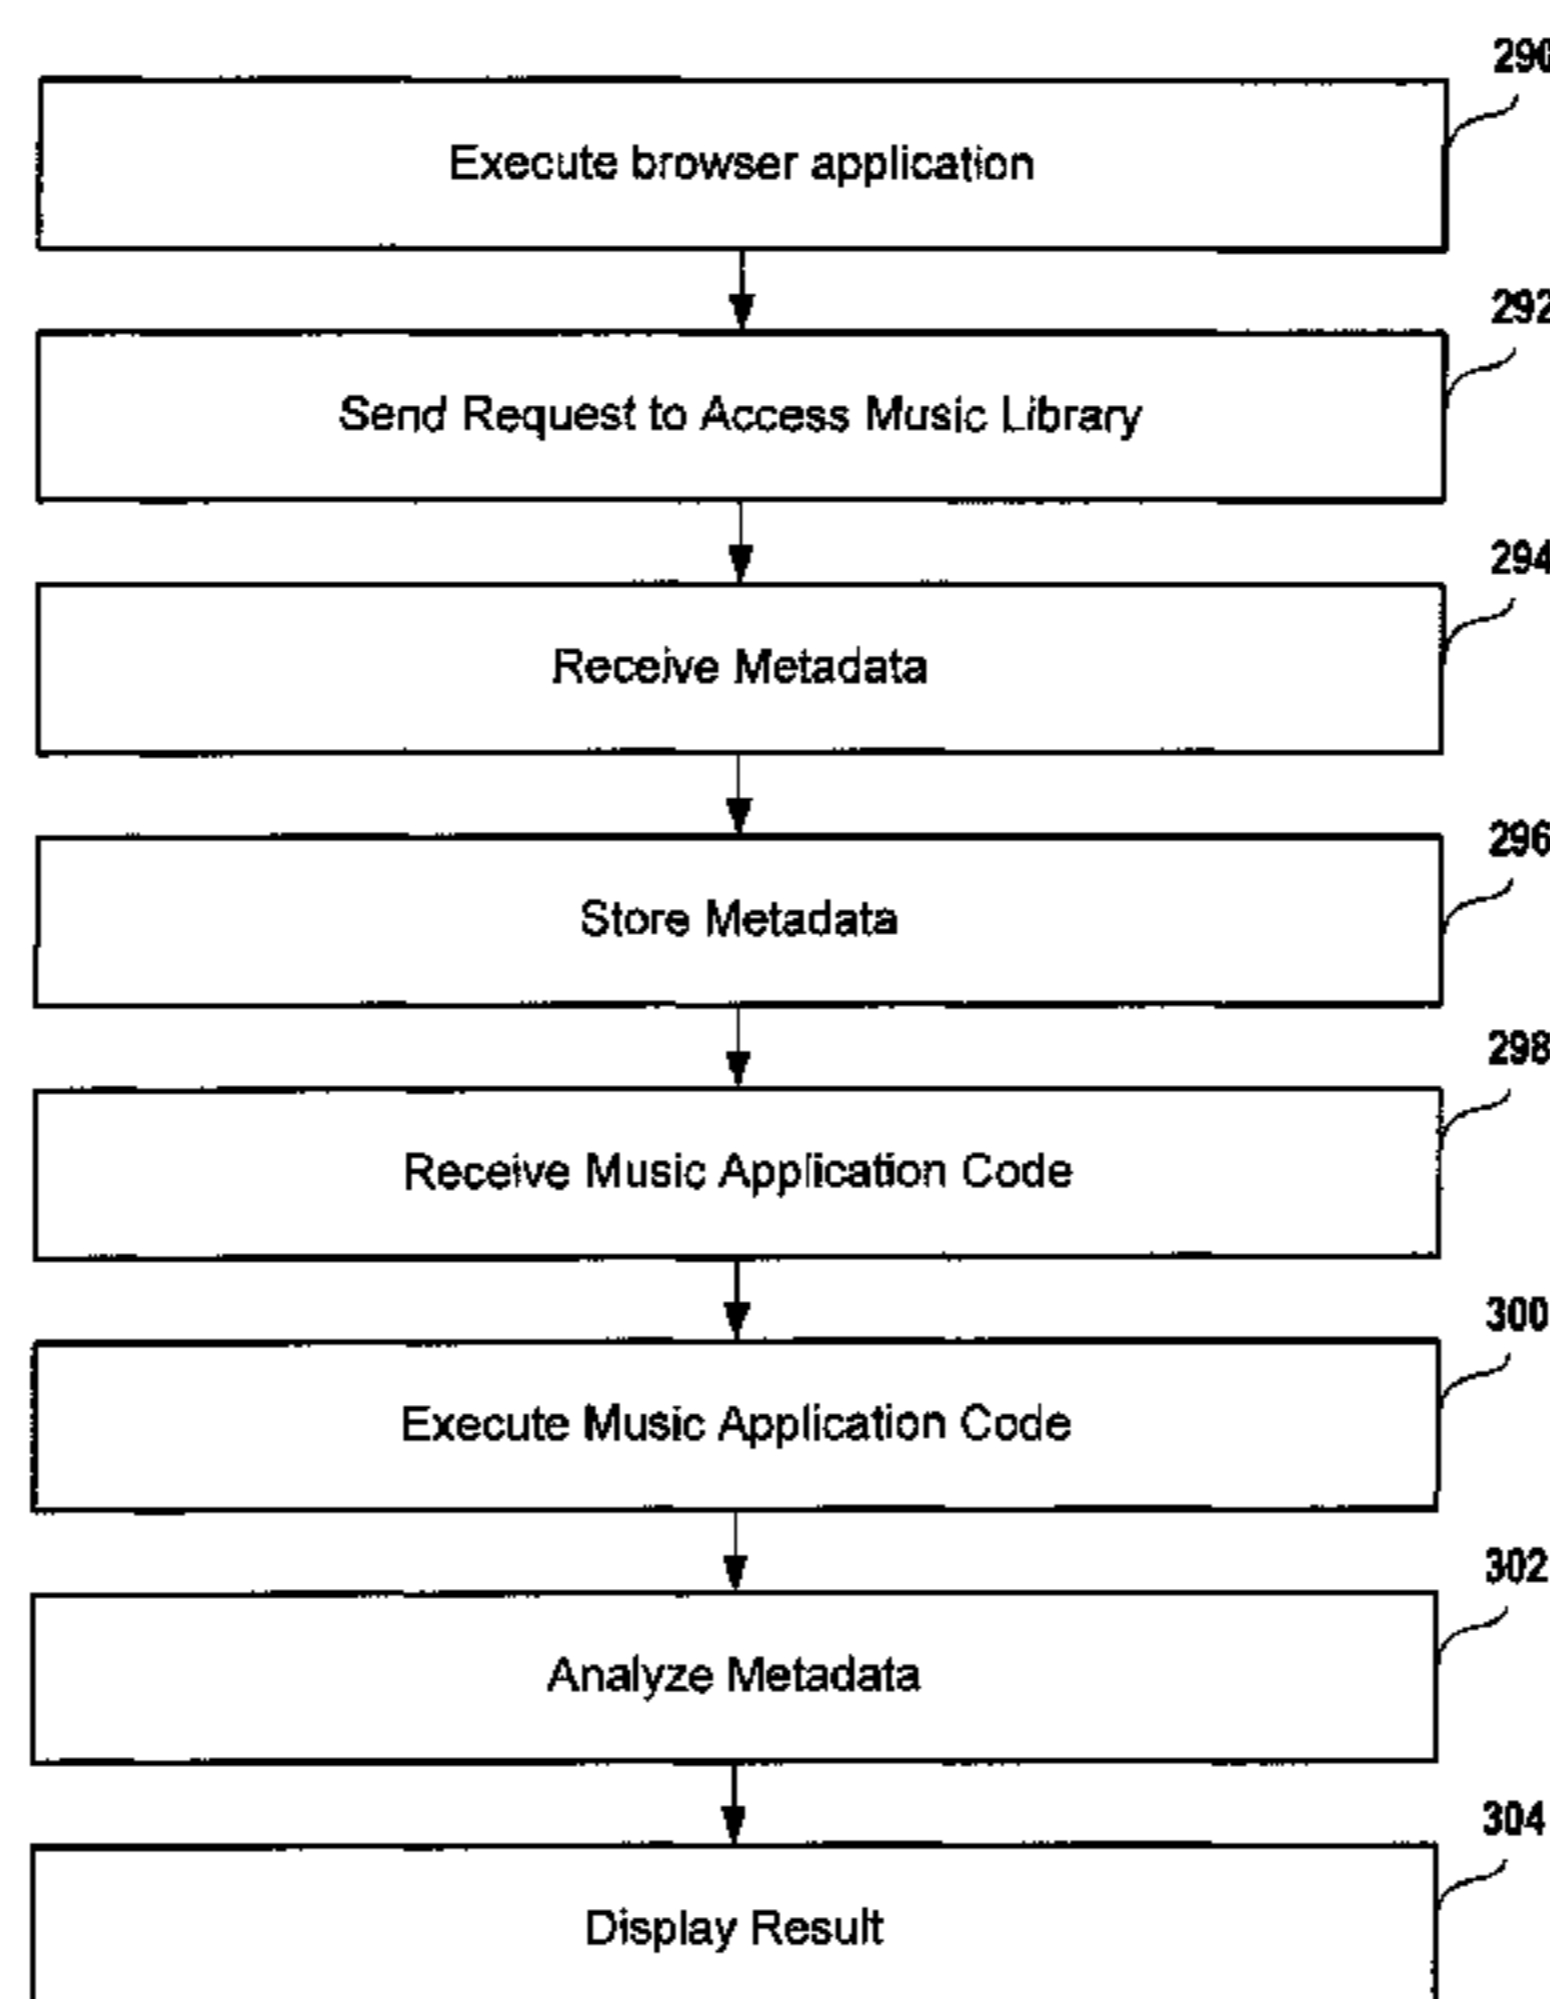 290
Execute browser application
292
Send Request to Access Music Library
294
Receive Metadata
296
Store Metadata
298
Receive Music Application Code
300
Execute Music Application Code
302
Analyze Metadata
304
Display Result